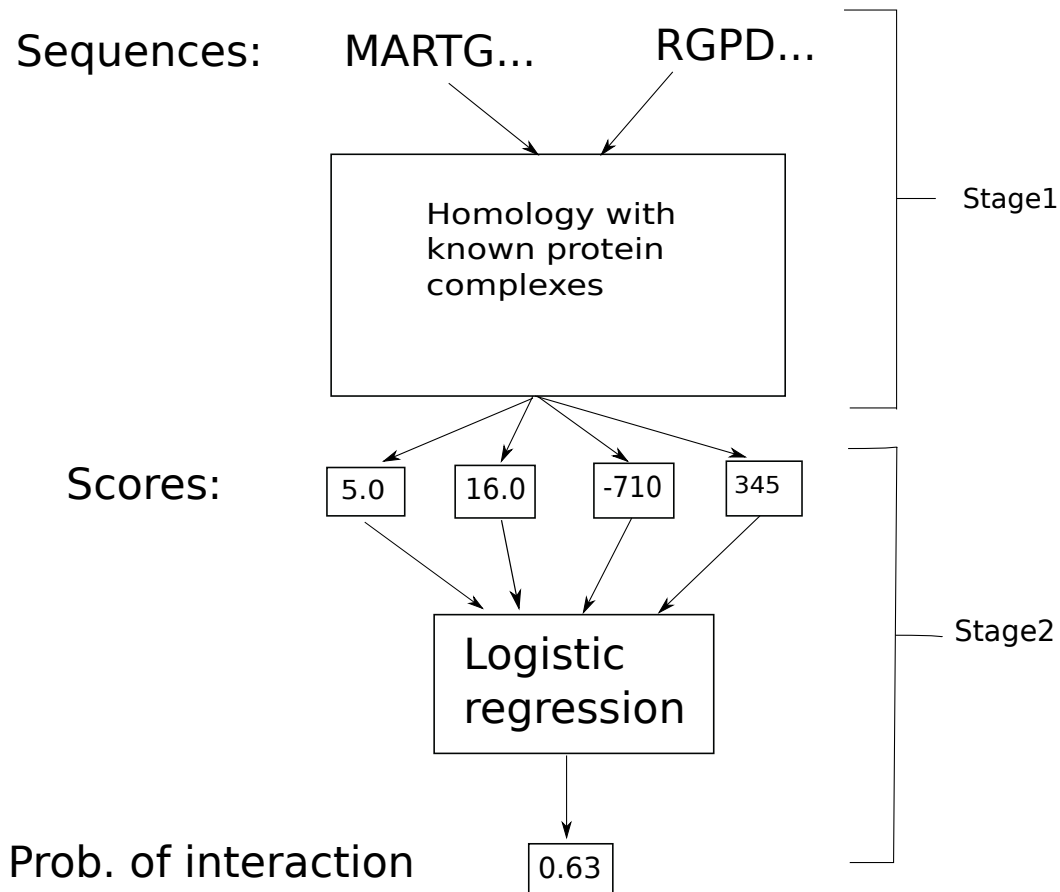 Sequences:
MARTG...
RGPD...
Stage1
Homology with
known protein
complexes
Scores:
5.0
16.0
-710
345
Stage2
Logistic
regression
Prob. of interaction
0.63